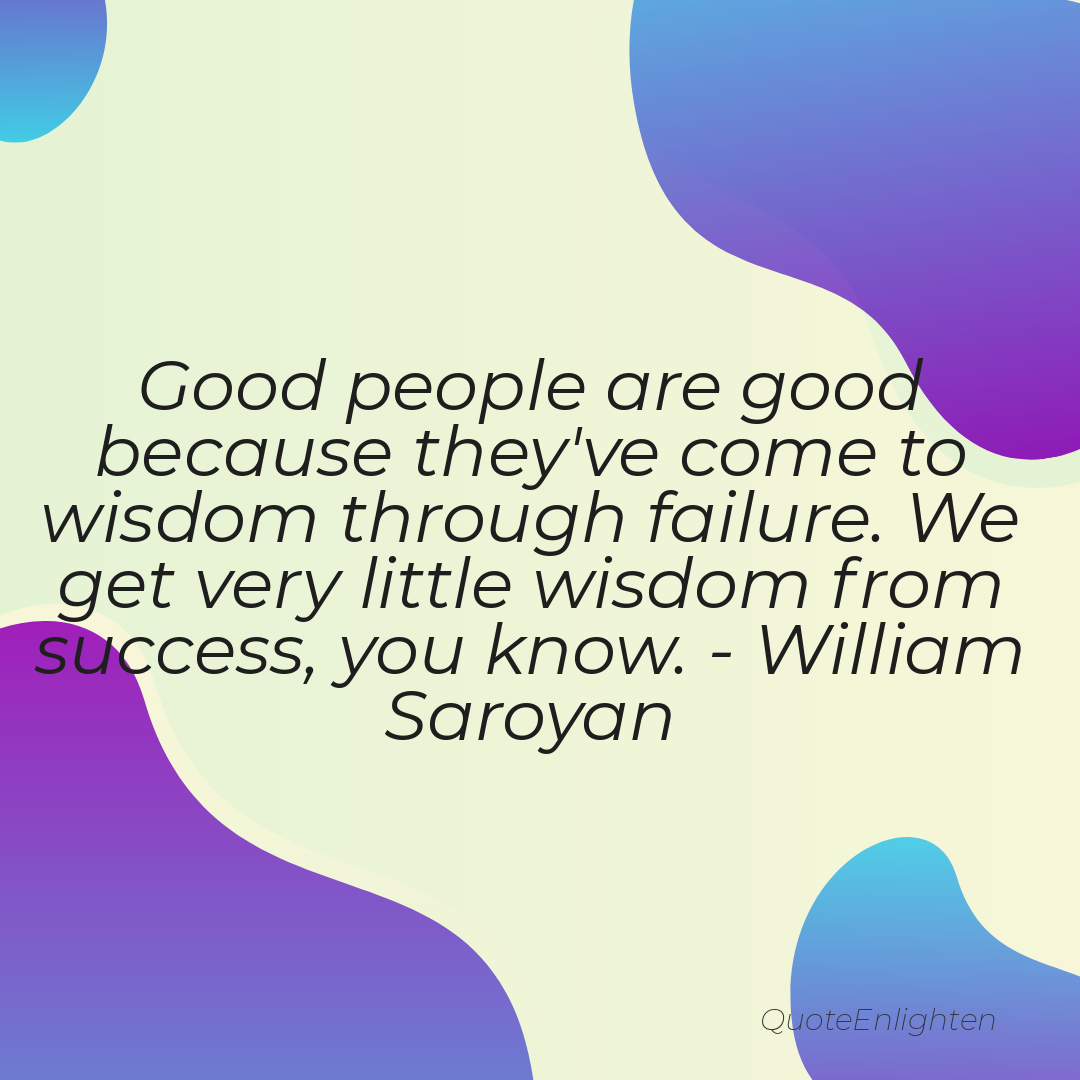 Good people are good
because they've come to
wisdom through failure. We
get very little wisdom from
success, you know. - William
Saroyan
QuoteEnlighten